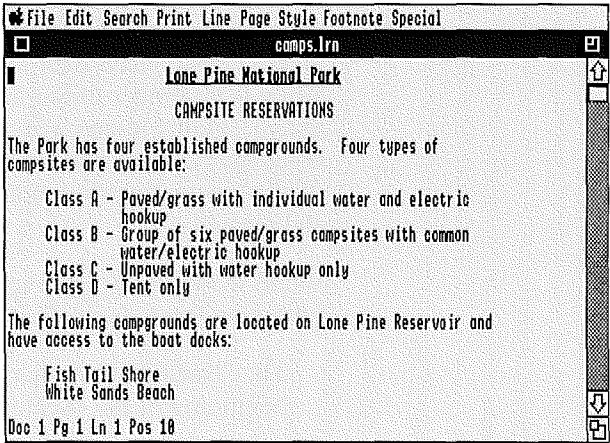 File Edit Search Print Line Page Style Footnote Special
camps.lrn
Lone Pine National Park
CAMPSITE RESERVATIONS
The Park has four established campgrounds.  Four types of
campsites are available:
Class A - Paved/grass with individual water and electric
hookup
Class B - Group of six paved/grass campsites with common
water/electric hookup
Class C - Unpaved with water hookup only
Class D - Tent only
The following campgrounds are located on Lone Pine Reservoir and
have access to the boat docks:
Fish Tail Shore
White Sands Beach
Doc 1 Pg 1 Ln 1 Pos 10